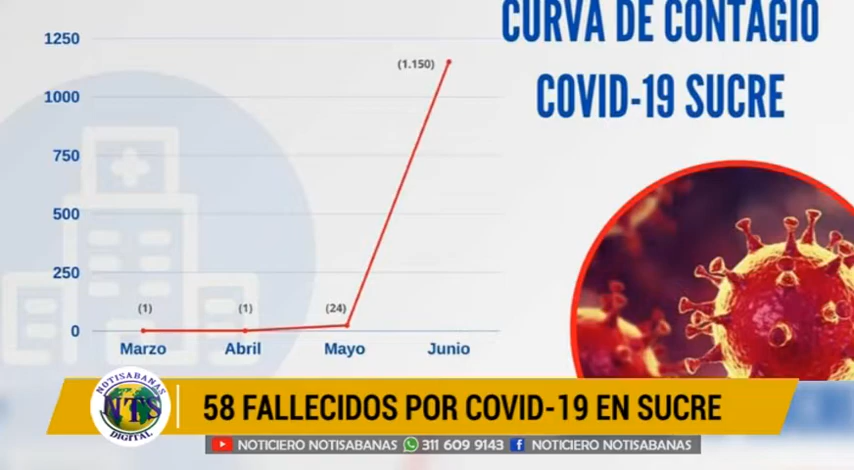 CURVA DE CONTAGIO
COVID-19 SUCRE
1250
1000
750
500
250
0
(1)
(1)
(24)
(1.150)
Marzo
Abril
Mayo
Junio
NOTISABANAS
NTS
DIGITAL
58 FALLECIDOS POR COVID-19 EN SUCRE
NOTICIERO NOTISABANAS 311 609 9143 NOTICIERO NOTISABANAS